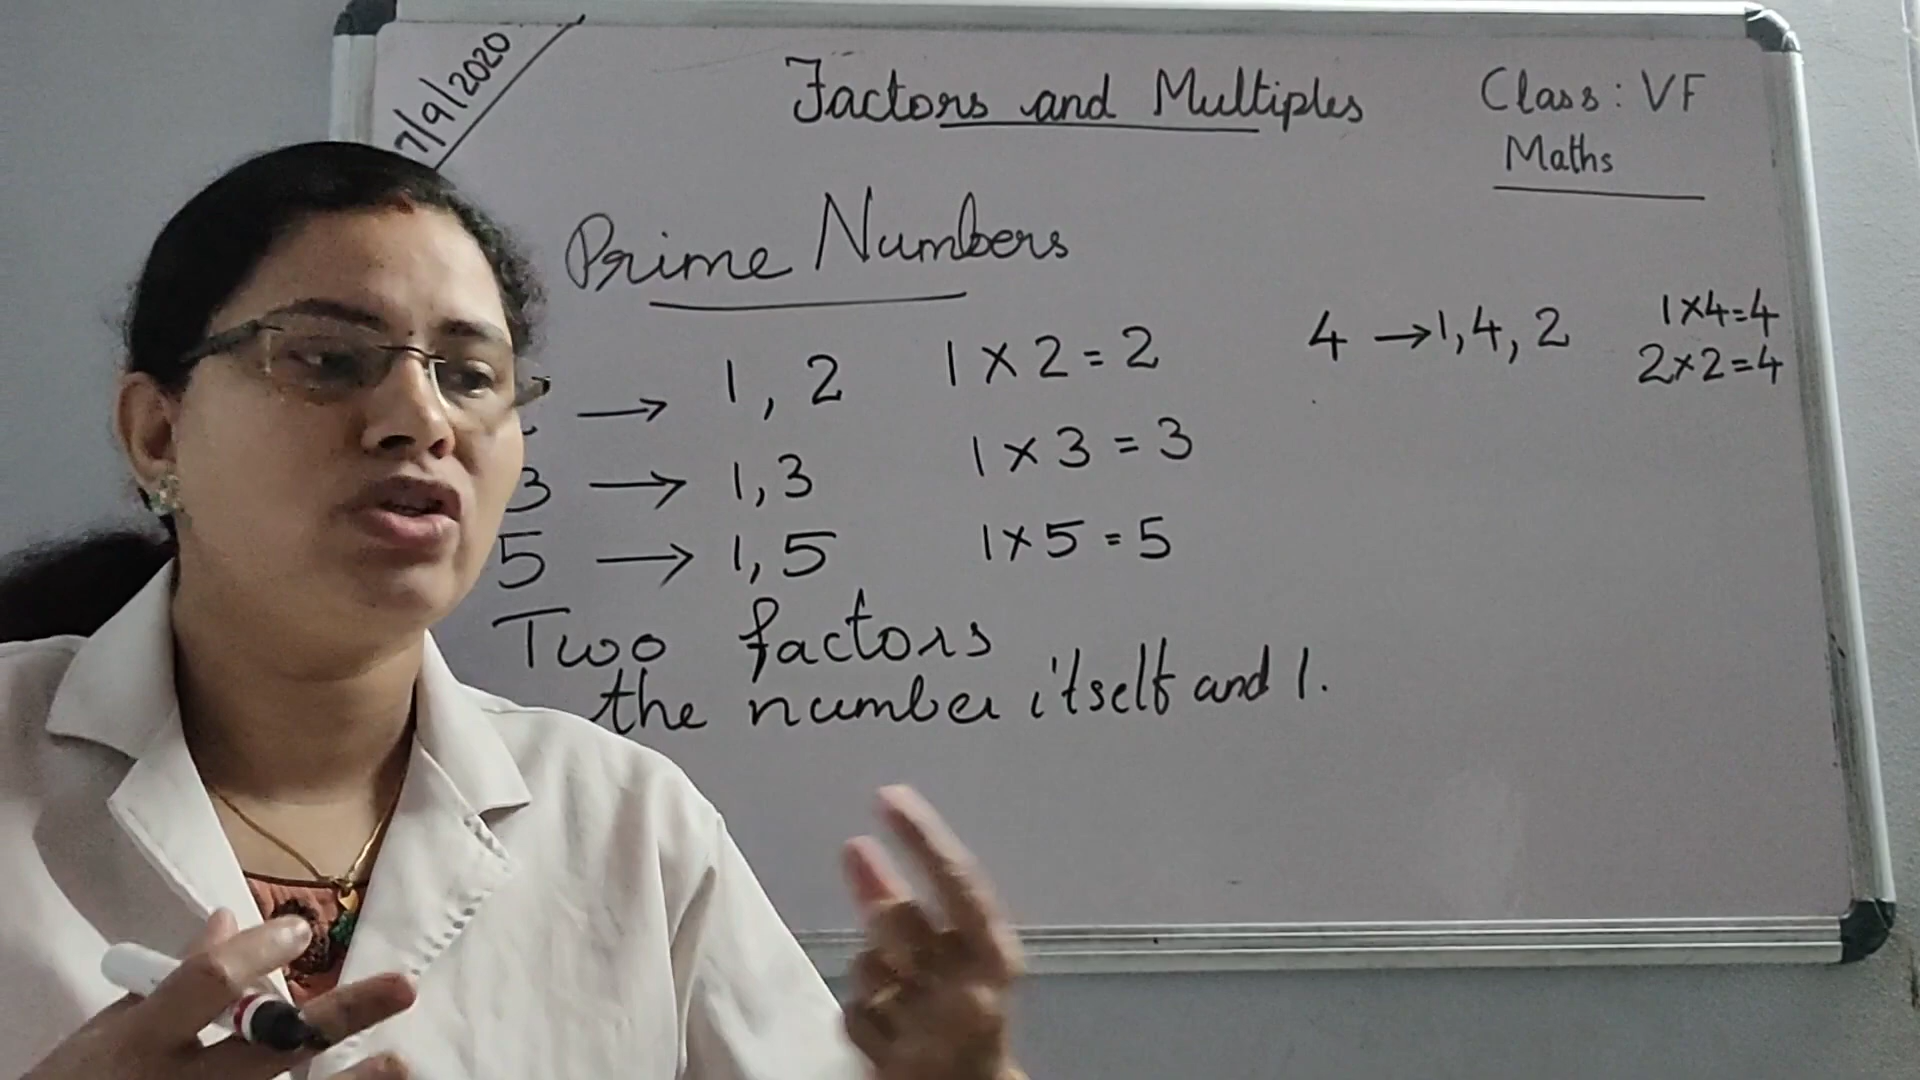 7/9/2020
Factors and Multiples
Class: VF
Maths
Prime Numbers
→ 1, 2 1 × 2 = 2
3 → 1, 3 1 × 3 = 3
5 → 1, 5 1 × 5 = 5
4 → 1, 4, 2 1×4=4
2×2=4
Two factors
the number itself and 1.